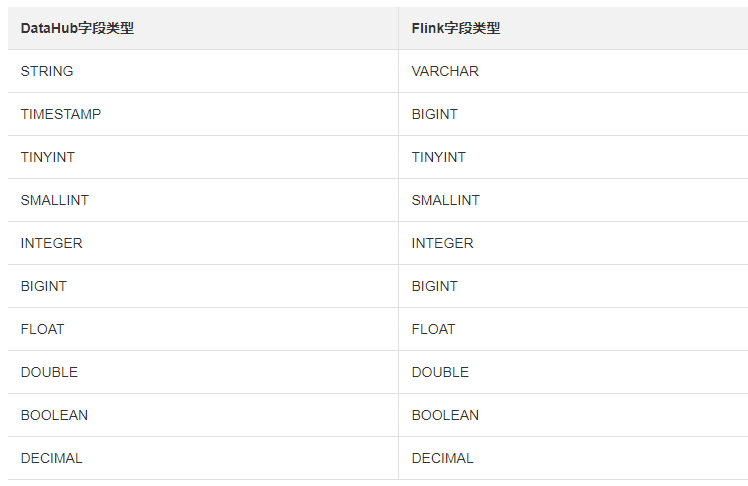 DataHub字段类型 Flink字段类型
STRING VARCHAR
TIMESTAMP BIGINT
TINYINT TINYINT
SMALLINT SMALLINT
INTEGER INTEGER
BIGINT BIGINT
FLOAT FLOAT
DOUBLE DOUBLE
BOOLEAN BOOLEAN
DECIMAL DECIMAL